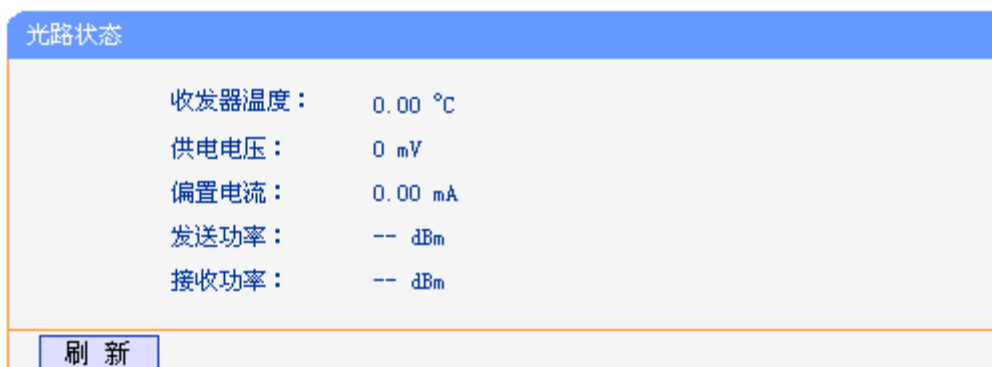 光路状态
收发器温度： 0.00 °C
供电电压： 0 mV
偏置电流： 0.00 mA
发送功率： -- dBm
接收功率： -- dBm
刷 新